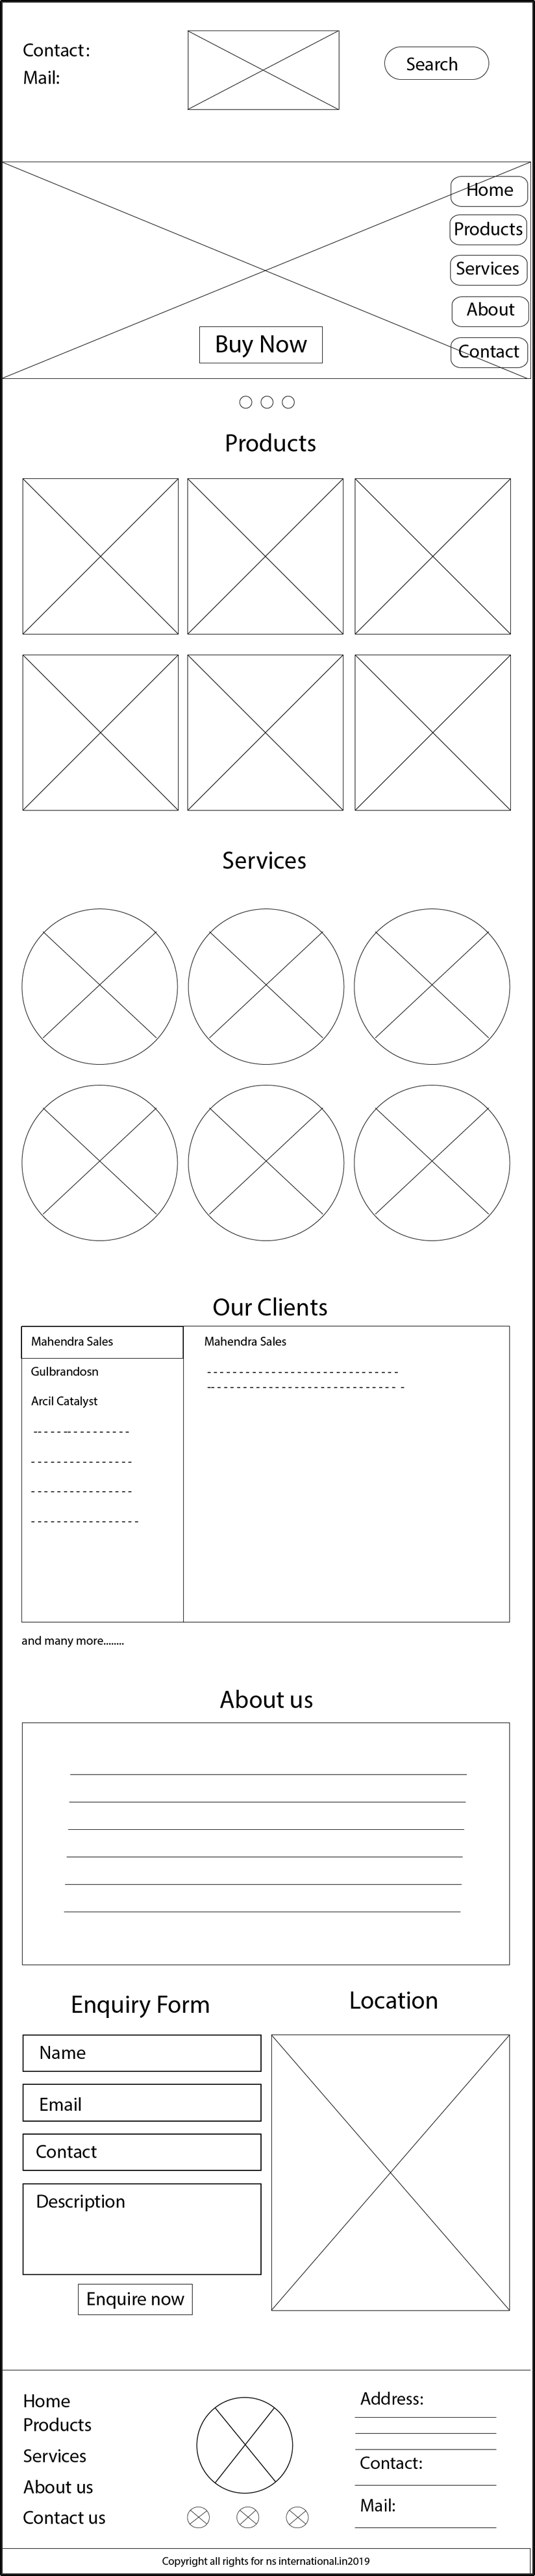 Contact:
Mail:
Search
Home
Products
Services
About
Contact
Buy Now
Products
Services
Our Clients
Mahendra Sales
Gulbrandosn
Arcil Catalyst
Mahendra Sales
and many more........
About us
Enquiry Form
Name
Email
Contact
Description
Enquire now
Location
Home
Products
Services
About us
Contact us
Address:
Contact:
Mail:
Copyright all rights for ns international.in2019